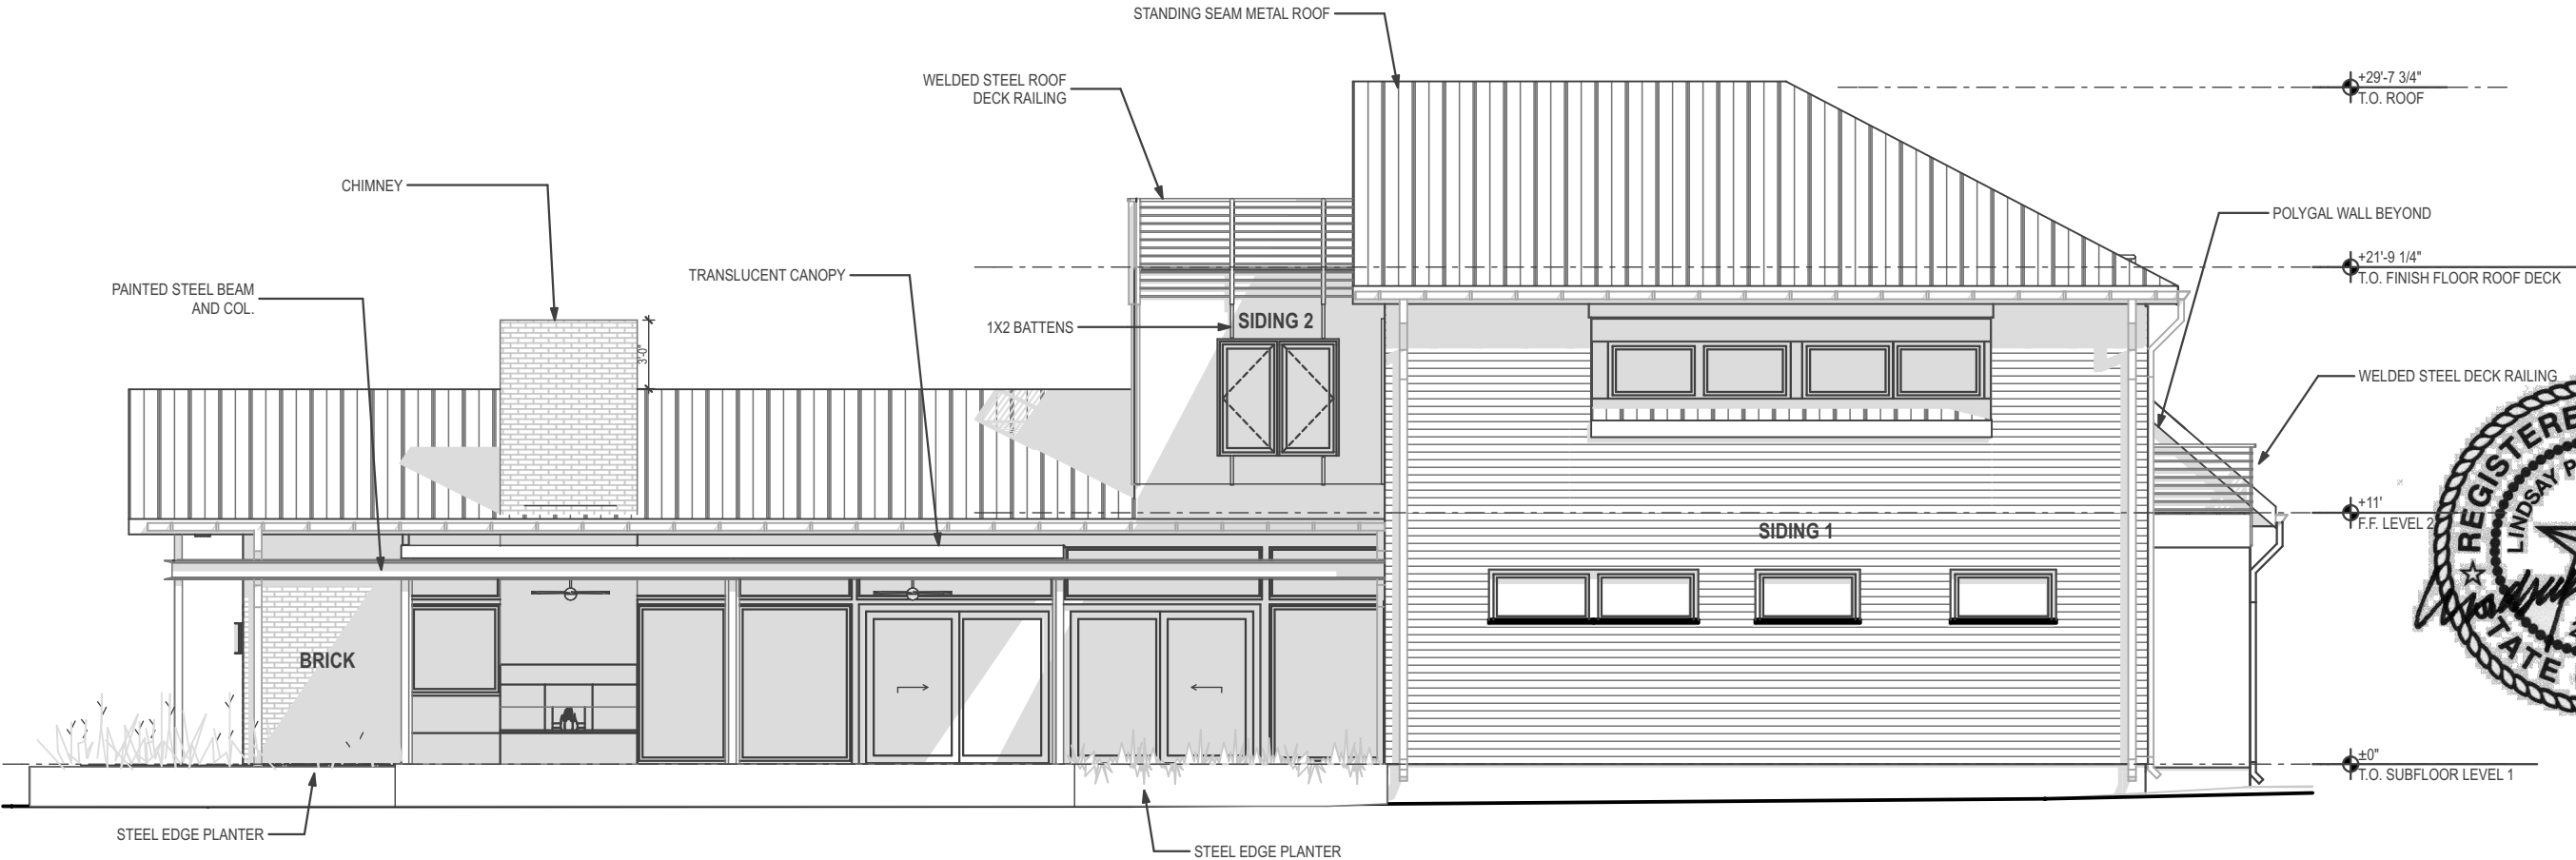 STANDING SEAM METAL ROOF
WELDED STEEL ROOF
DECK RAILING
+29'-7 3/4"
T.O. ROOF
CHIMNEY
POLYGAL WALL BEYOND
+21'-9 1/4"
T.O. FINISH FLOOR ROOF DECK
TRANSLUCENT CANOPY
PAINTED STEEL BEAM
AND COL.
1X2 BATTENS
SIDING 2
3'-0"
WELDED STEEL DECK RAILING
+11'
F.F. LEVEL 2
SIDING 1
BRICK
±0"
T.O. SUBFLOOR LEVEL 1
STEEL EDGE PLANTER
STEEL EDGE PLANTER
REGISTERE
LINDSAY P
STATE